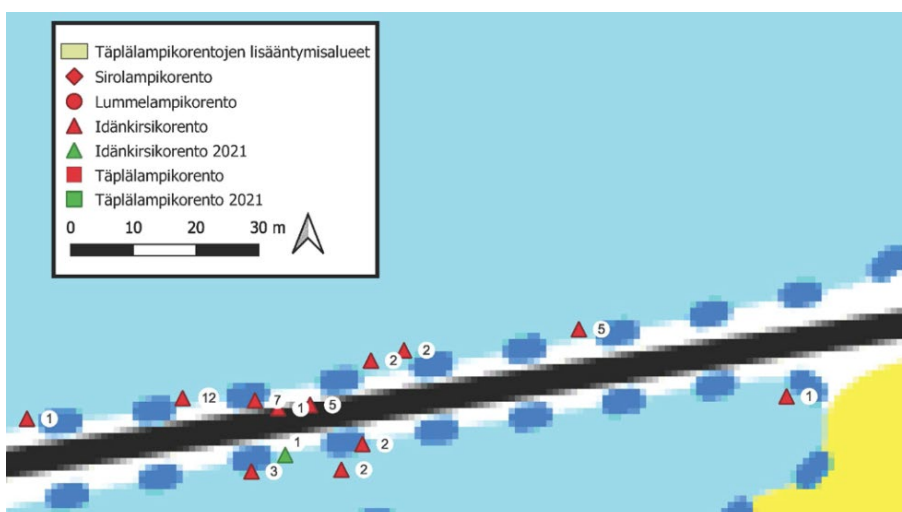 Täplälampikorentojen lisääntymisalueet
Sirolampikorento
Lummelampikorento
Idänkirsikorento
Idänkirsikorento 2021
Täplälampikorento
Täplälampikorento 2021
0 10 20 30 m
5
2
2
1
12
7
1
5
1
1
2
3
2